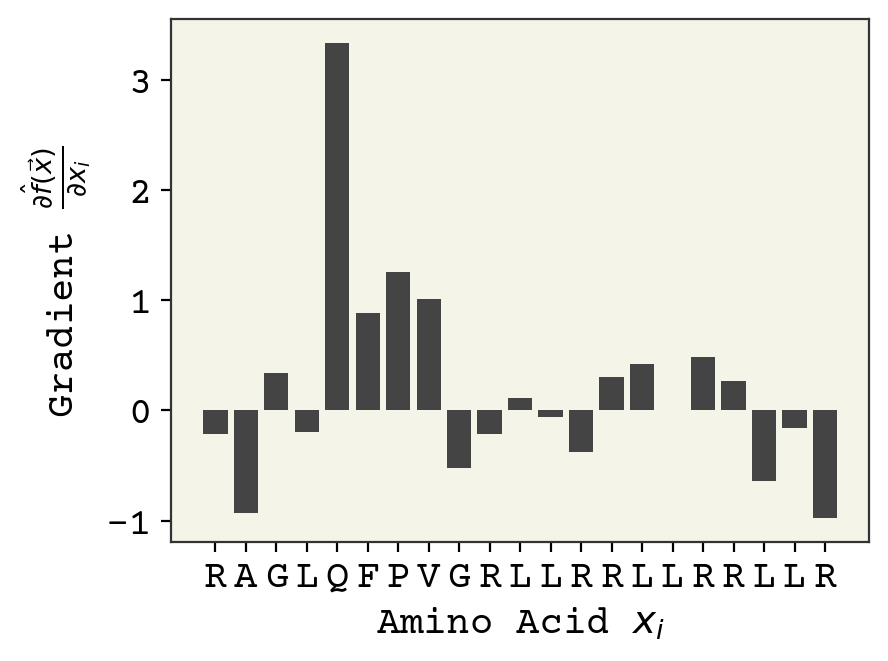 3
2
1
0
−1
Gradient ∂f̂(x⃗)/∂xᵢ
R A G L Q F P V G R L L R R L L R R L L R
Amino Acid xᵢ